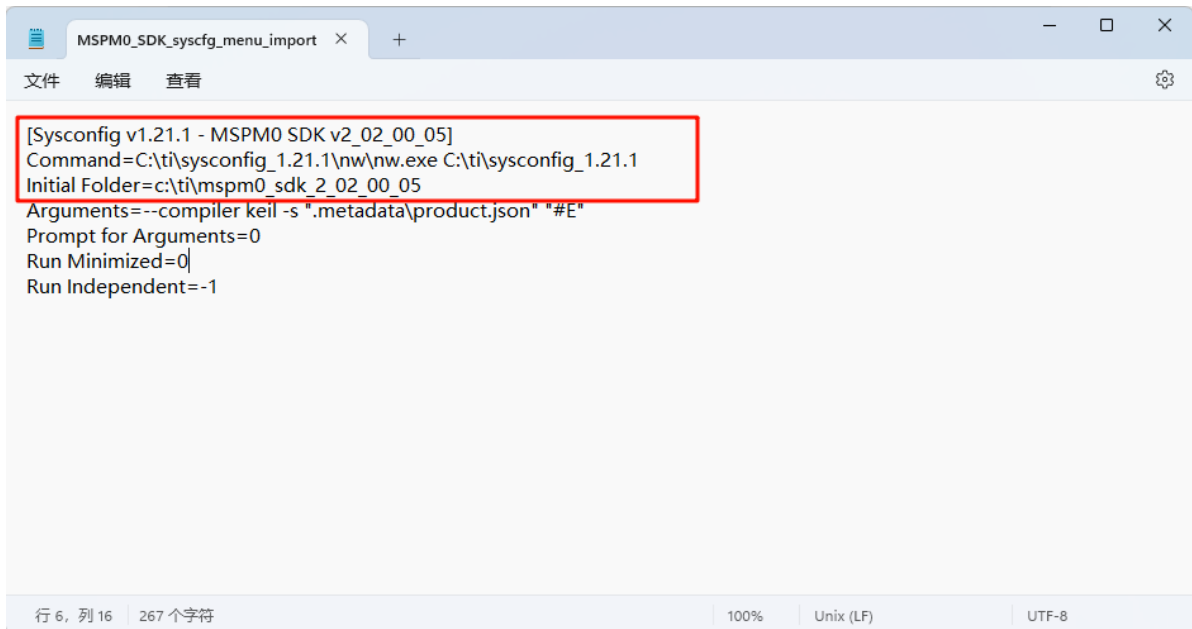 MSPM0_SDK_syscfg_menu_import
文件 编辑 查看
[Sysconfig v1.21.1 - MSPM0 SDK v2_02_00_05]
Command=C:\ti\sysconfig_1.21.1\nw\nw.exe C:\ti\sysconfig_1.21.1
Initial Folder=c:\ti\mspm0_sdk_2_02_00_05
Arguments=--compiler keil -s ".metadata\product.json" "#E"
Prompt for Arguments=0
Run Minimized=0
Run Independent=-1
行 6, 列 16 267 个字符 100% Unix (LF) UTF-8